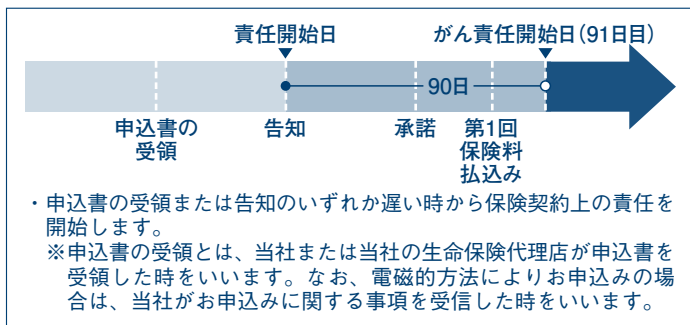 責任開始日
がん責任開始日(91日目)
90日
申込書の
受領
告知
承諾
第1回
保険料
払込み
・申込書の受領または告知のいずれか遅い時から保険契約上の責任を
開始します。
※申込書の受領とは、当社または当社の生命保険代理店が申込書を
受領した時をいいます。なお、電磁的方法によりお申込みの場
合は、当社がお申込みに関する事項を受信した時をいいます。